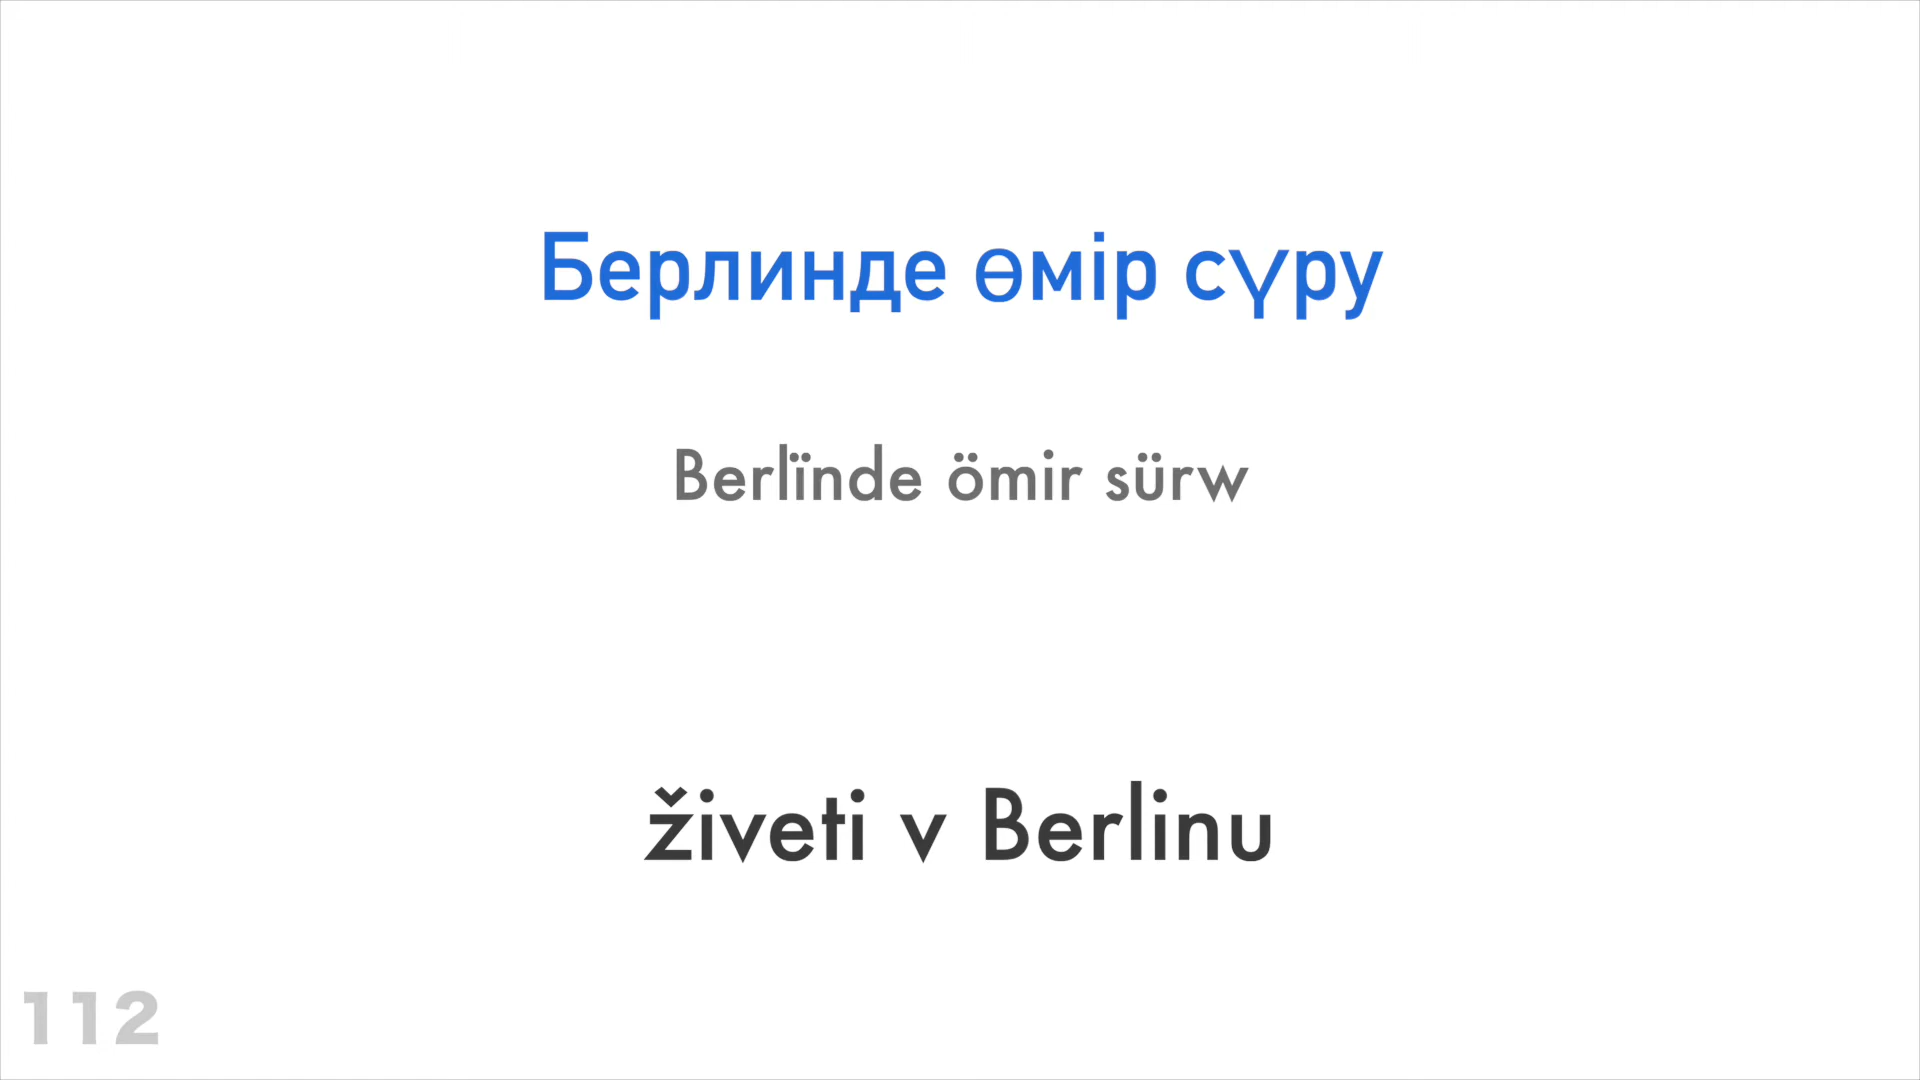 Берлинде өмір сүру
Berlïnde ömir sürw
živeti v Berlinu
112